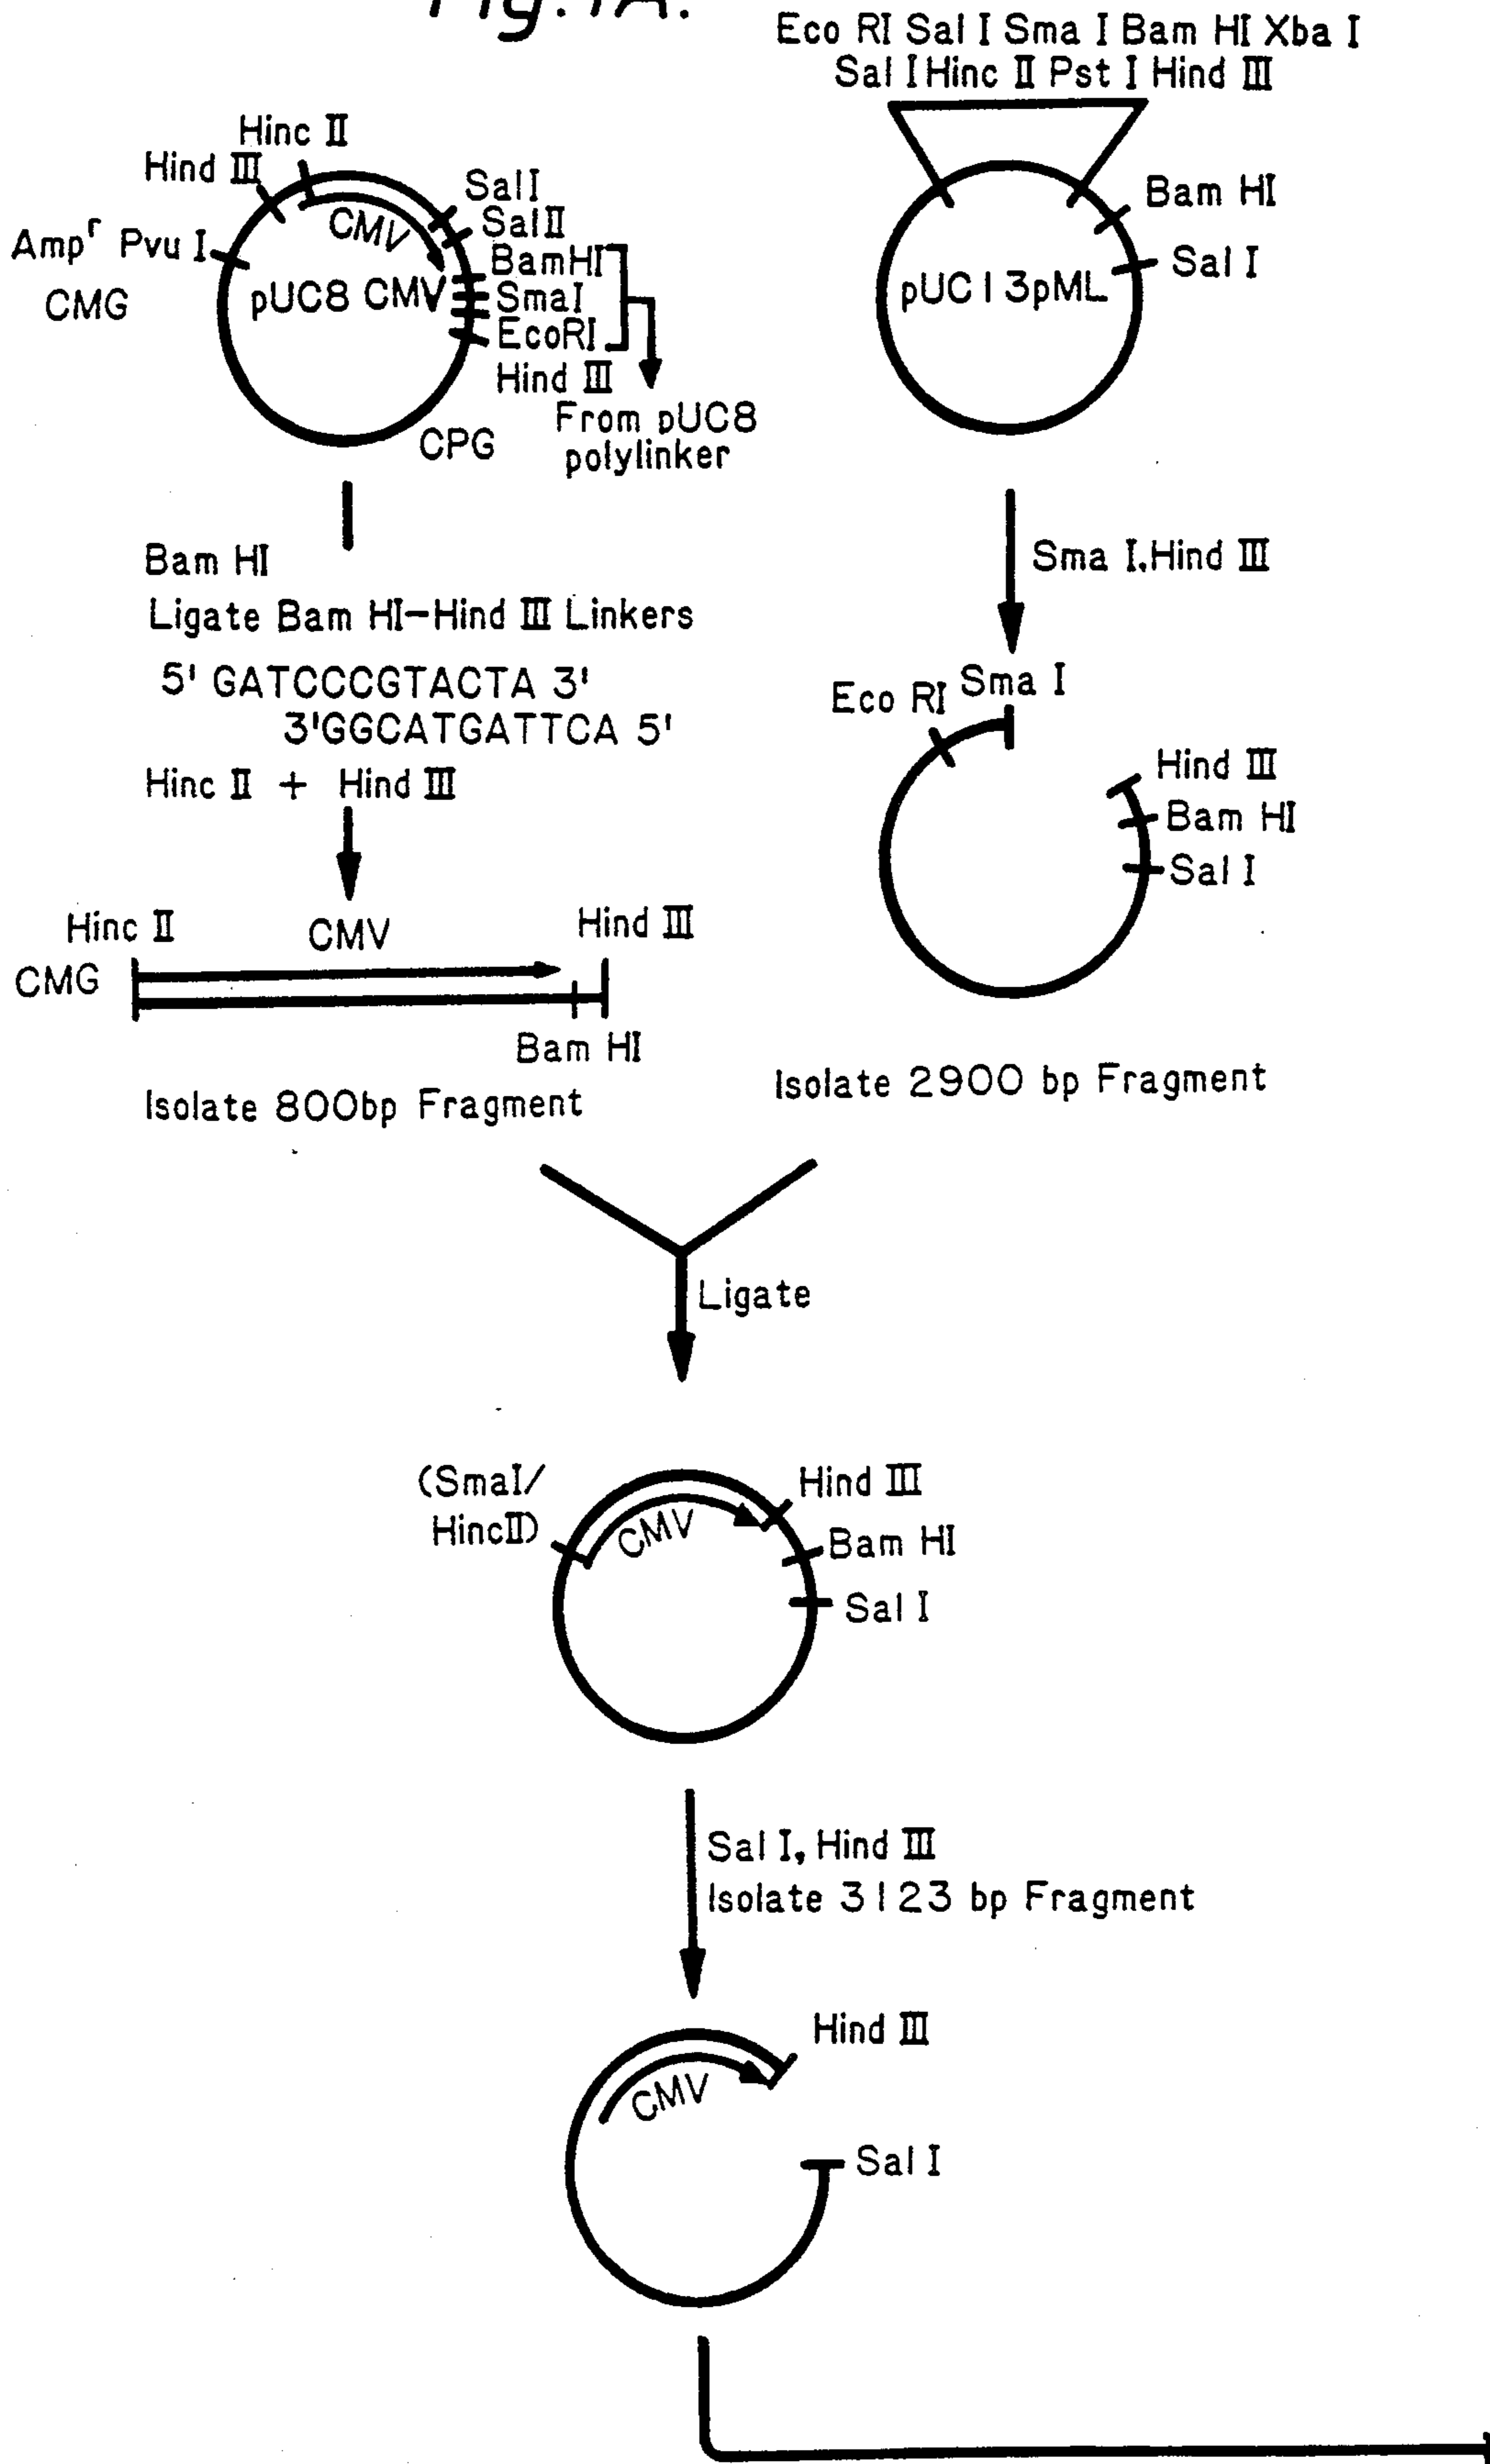 Fig. 1A.
Eco RI Sal I Sma I Bam HI Xba I
Sal I Hinc II Pst I Hind III
Hinc II
Hind III
Amp^r Pvu I
CMG
CMV
pUC8 CMV
Sal I
Sal II
BamHI
SmaI
EcoRI
Hind III
From pUC8
polylinker
CPG
Bam HI
Sal I
pUC13pML
Bam HI
Ligate Bam HI-Hind III Linkers
5' GATCCCGTACTA 3'
3'GGCATGATTCA 5'
Hinc II + Hind III
Sma I, Hind III
Eco RI
Sma I
Hind III
Bam HI
Sal I
Hinc II
CMV
Hind III
CMG
Bam HI
Isolate 800bp Fragment
Isolate 2900 bp Fragment
Ligate
(SmaI/
HincII)
CMV
Hind III
Bam HI
Sal I
Sal I, Hind III
Isolate 3123 bp Fragment
Hind III
CMV
Sal I